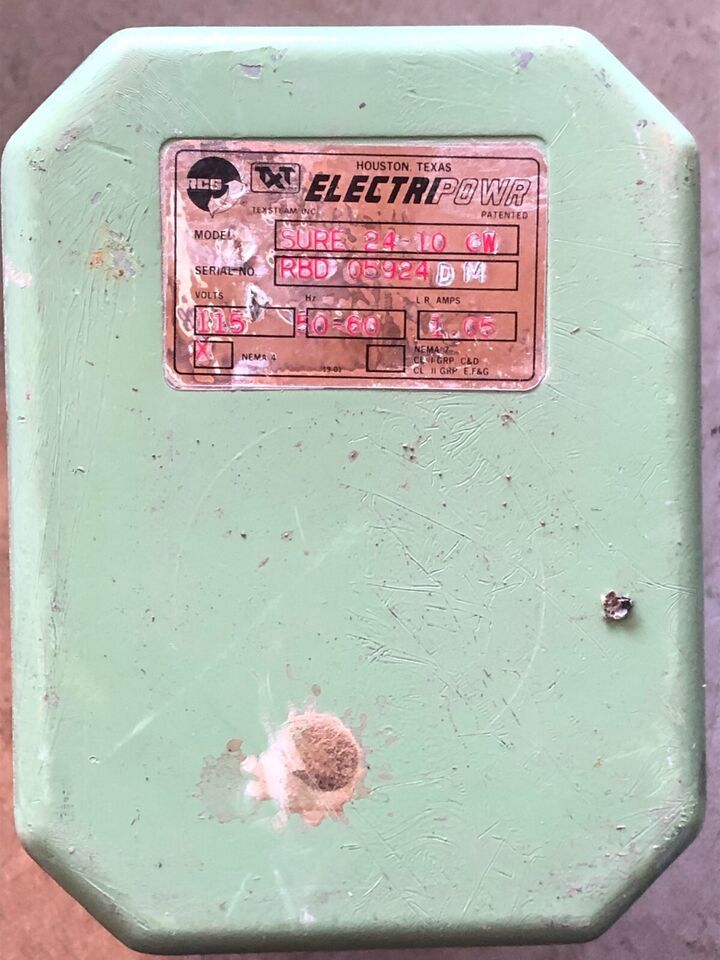 HOUSTON, TEXAS
RCS TXT ELECTRIPOWR
TEXSTEAM INC. PATENTED
MODEL SURE 24-10 CW
SERIAL NO. RBD 05924 DM
VOLTS Hz L.R. AMPS
115 50-60 1.05
X NEMA 4 NEMA 7
CL I GRP. C&D
CL II GRP. E,F&G